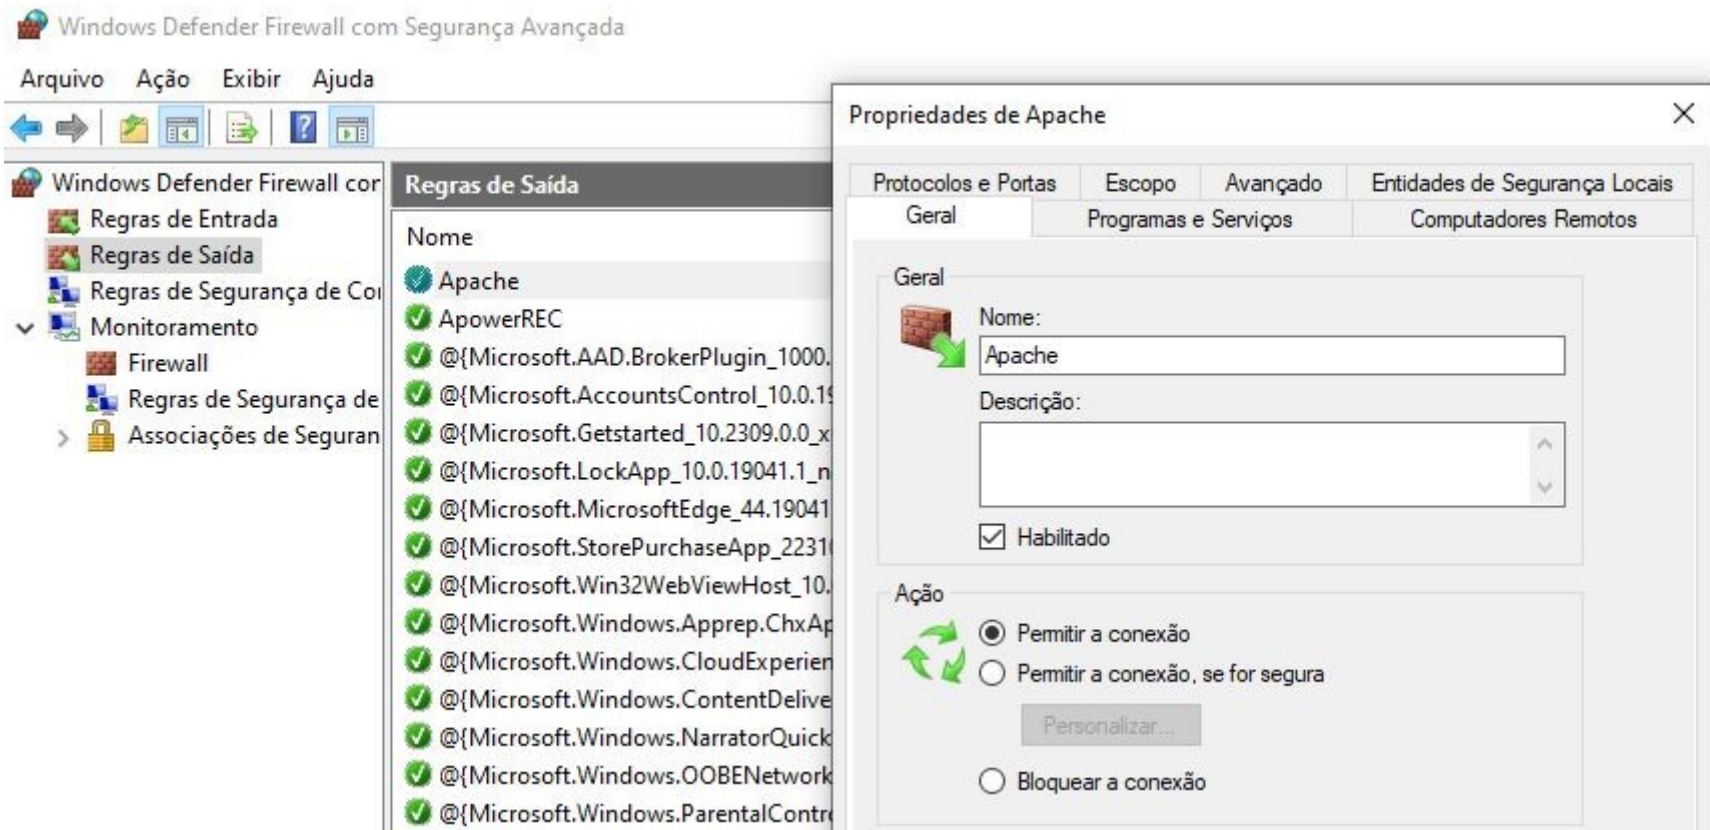 Windows Defender Firewall com Segurança Avançada
Arquivo Ação Exibir Ajuda
Windows Defender Firewall cor
Regras de Entrada
Regras de Saída
Regras de Segurança de Co
Monitoramento
Firewall
Regras de Segurança de
Associações de Seguran
Regras de Saída
Nome
Apache
ApowerREC
@{Microsoft.AAD.BrokerPlugin_1000.
@{Microsoft.AccountsControl_10.0.19
@{Microsoft.Getstarted_10.2309.0.0_x
@{Microsoft.LockApp_10.0.19041.1_n
@{Microsoft.MicrosoftEdge_44.19041
@{Microsoft.StorePurchaseApp_2231
@{Microsoft.Win32WebViewHost_10.
@{Microsoft.Windows.Apprep.ChxAp
@{Microsoft.Windows.CloudExperien
@{Microsoft.Windows.ContentDelive
@{Microsoft.Windows.NarratorQuick
@{Microsoft.Windows.OOBENetwork
@{Microsoft.Windows.ParentalContr
Propriedades de Apache
Protocolos e Portas Escopo Avançado Entidades de Segurança Locais
Geral Programas e Serviços Computadores Remotos
Geral
Nome:
Apache
Descrição:
Habilitado
Ação
Permitir a conexão
Permitir a conexão, se for segura
Personalizar...
Bloquear a conexão